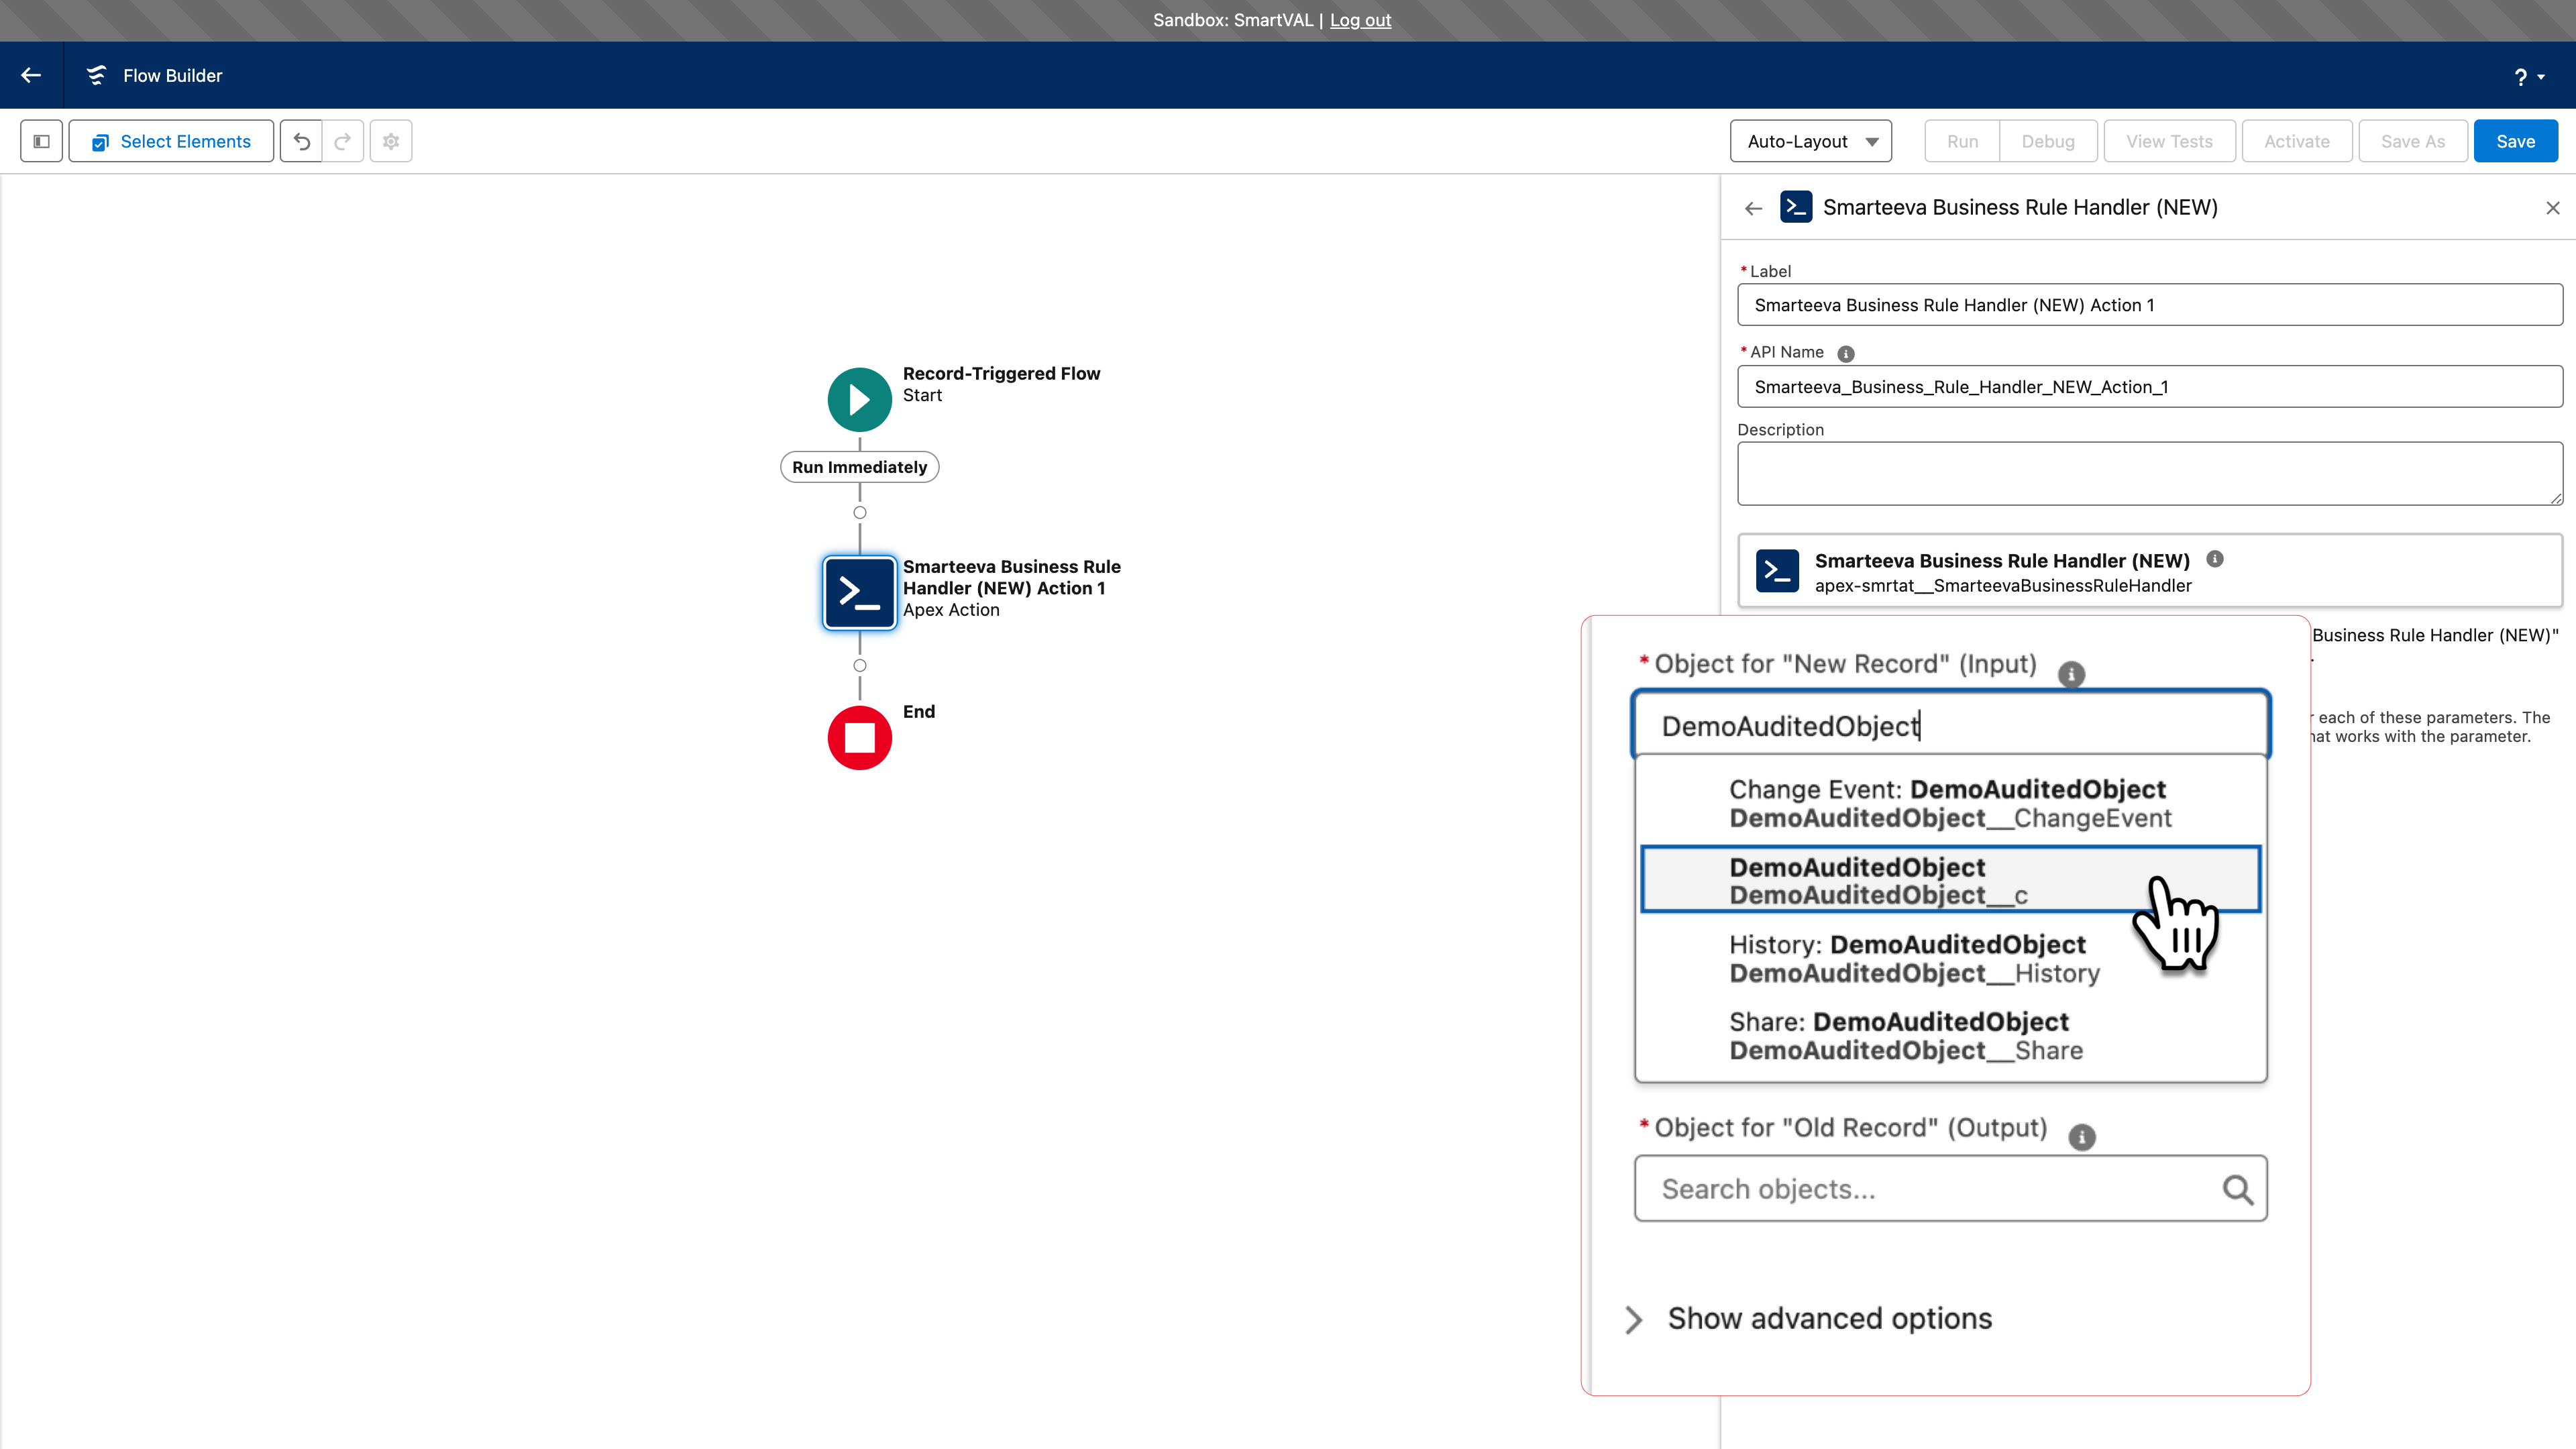 Sandbox: SmartVAL | Log out
Flow Builder
?
Select Elements
Auto-Layout
Run
Debug
View Tests
Activate
Save As
Save
Smarteeva Business Rule Handler (NEW)
* Label
Smarteeva Business Rule Handler (NEW) Action 1
* API Name
Smarteeva_Business_Rule_Handler_NEW_Action_1
Description
Smarteeva Business Rule Handler (NEW)
apex-smrtat__SmarteevaBusinessRuleHandler
Business Rule Handler (NEW)"
.
each of these parameters. The
works with the parameter.
Record-Triggered Flow
Start
Run Immediately
Smarteeva Business Rule
Handler (NEW) Action 1
Apex Action
End
* Object for "New Record" (Input)
DemoAuditedObject
Change Event: DemoAuditedObject
DemoAuditedObject__ChangeEvent
DemoAuditedObject
DemoAuditedObject__c
History: DemoAuditedObject
DemoAuditedObject__History
Share: DemoAuditedObject
DemoAuditedObject__Share
* Object for "Old Record" (Output)
Search objects...
Show advanced options